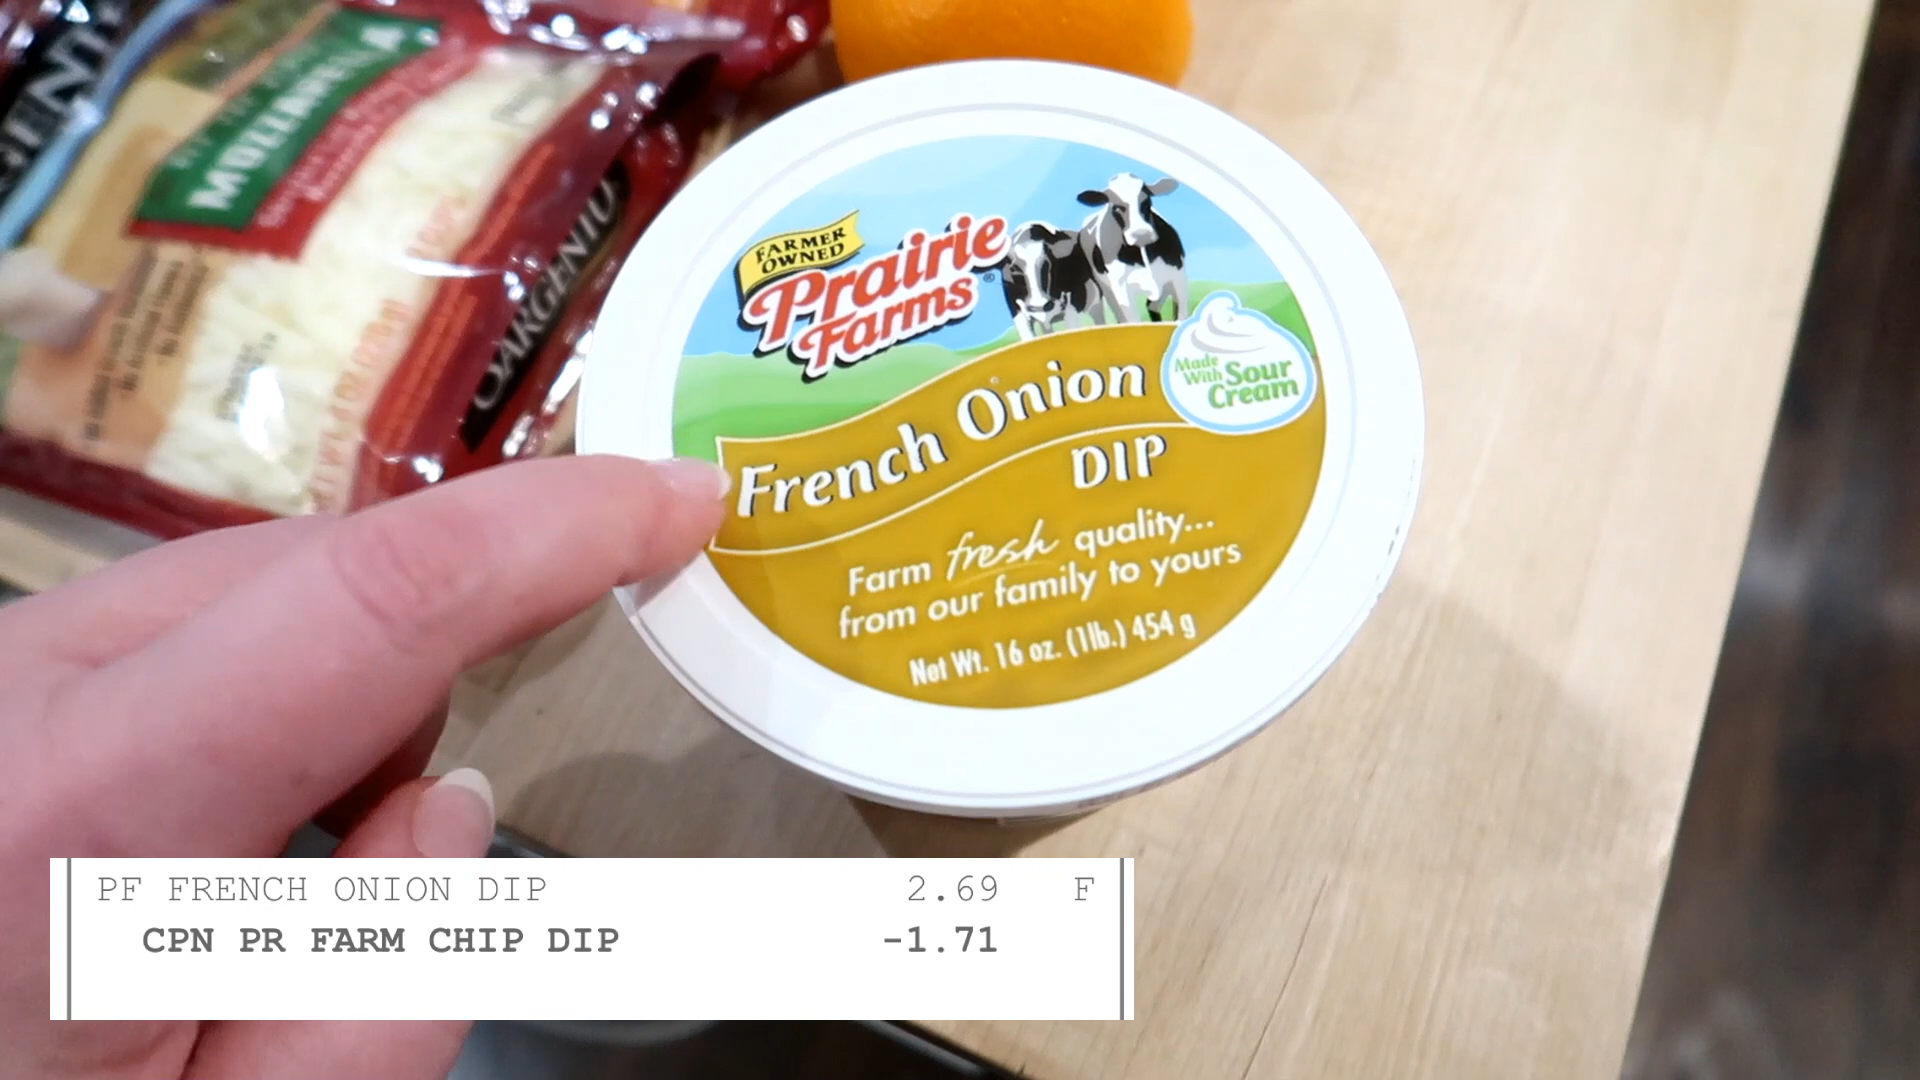 MOZZARELLA
SARGENTO
FARMER
OWNED
Prairie
Farms®
French Onion
DIP
Made
With Sour
Cream
Farm fresh quality...
from our family to yours
Net Wt. 16 oz. (1lb.) 454 g
PF FRENCH ONION DIP 2.69 F
CPN PR FARM CHIP DIP -1.71